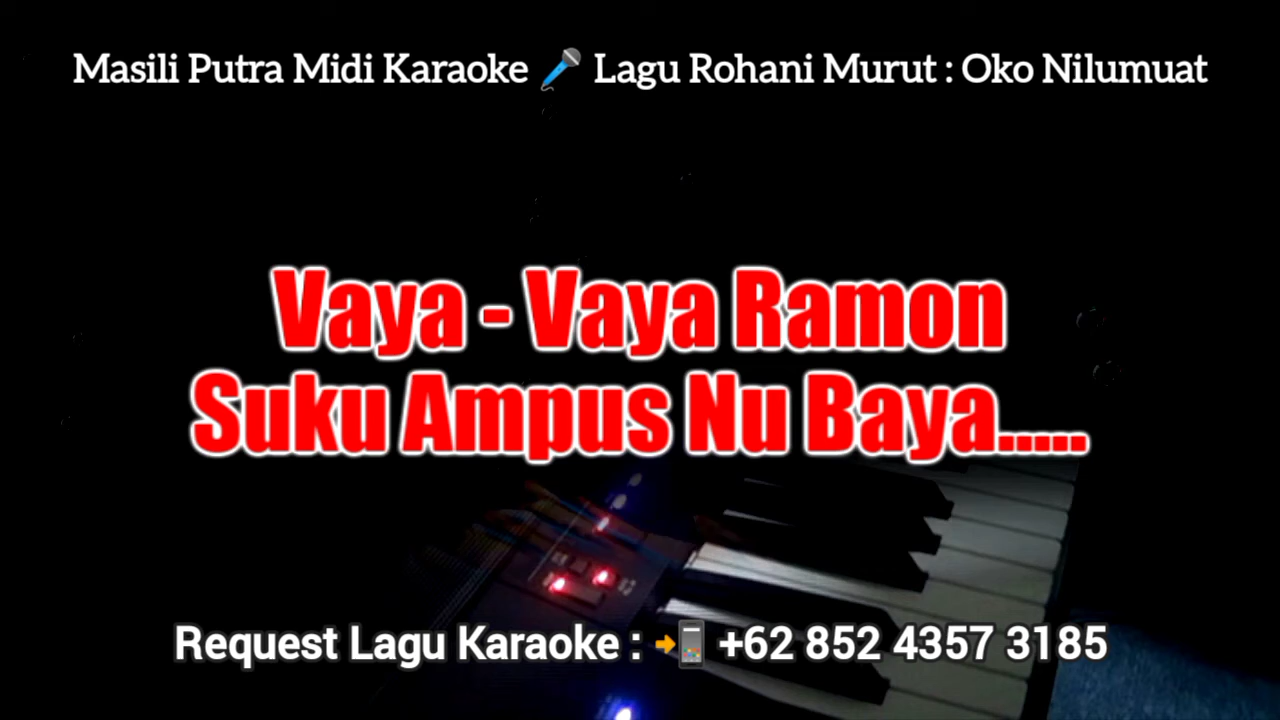 Masili Putra Midi Karaoke 🎤 Lagu Rohani Murut : Oko Nilumuat
Vaya - Vaya Ramon
Suku Ampus Nu Baya.....
Request Lagu Karaoke : 📲 +62 852 4357 3185